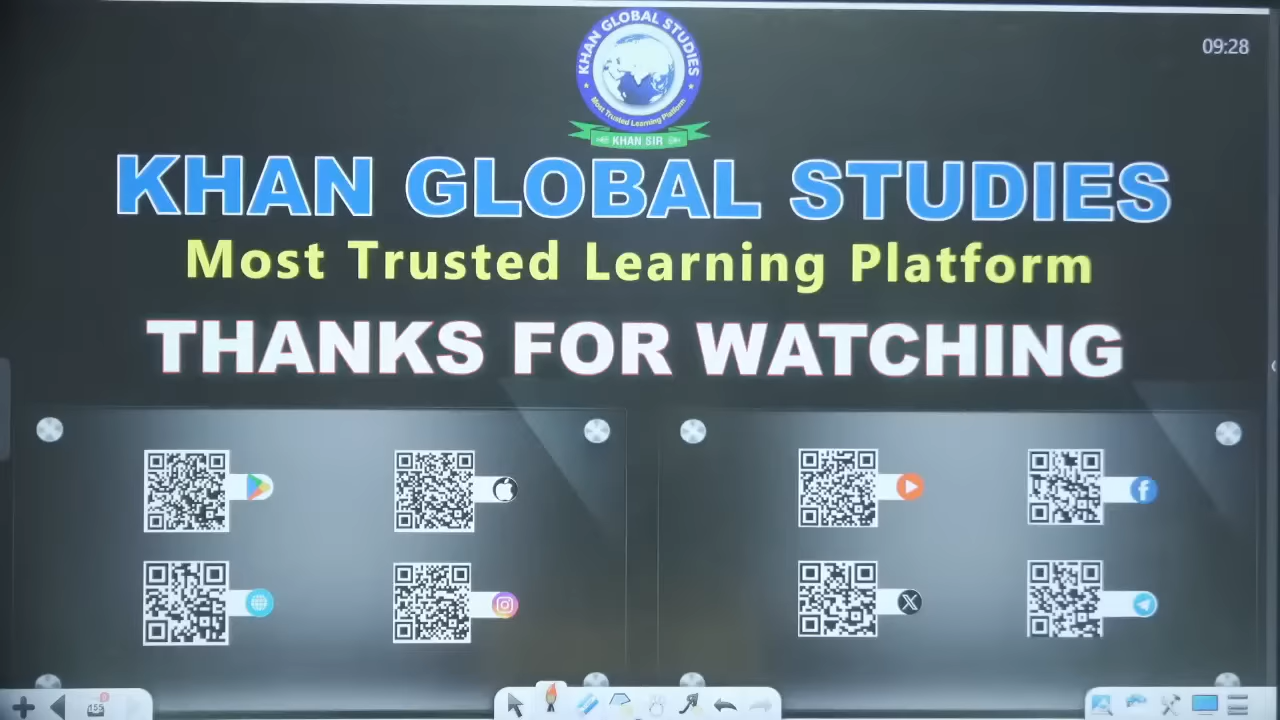 KHAN GLOBAL STUDIES
Most Trusted Learning Platform
KHAN SIR
09:28
KHAN GLOBAL STUDIES
Most Trusted Learning Platform
THANKS FOR WATCHING
155